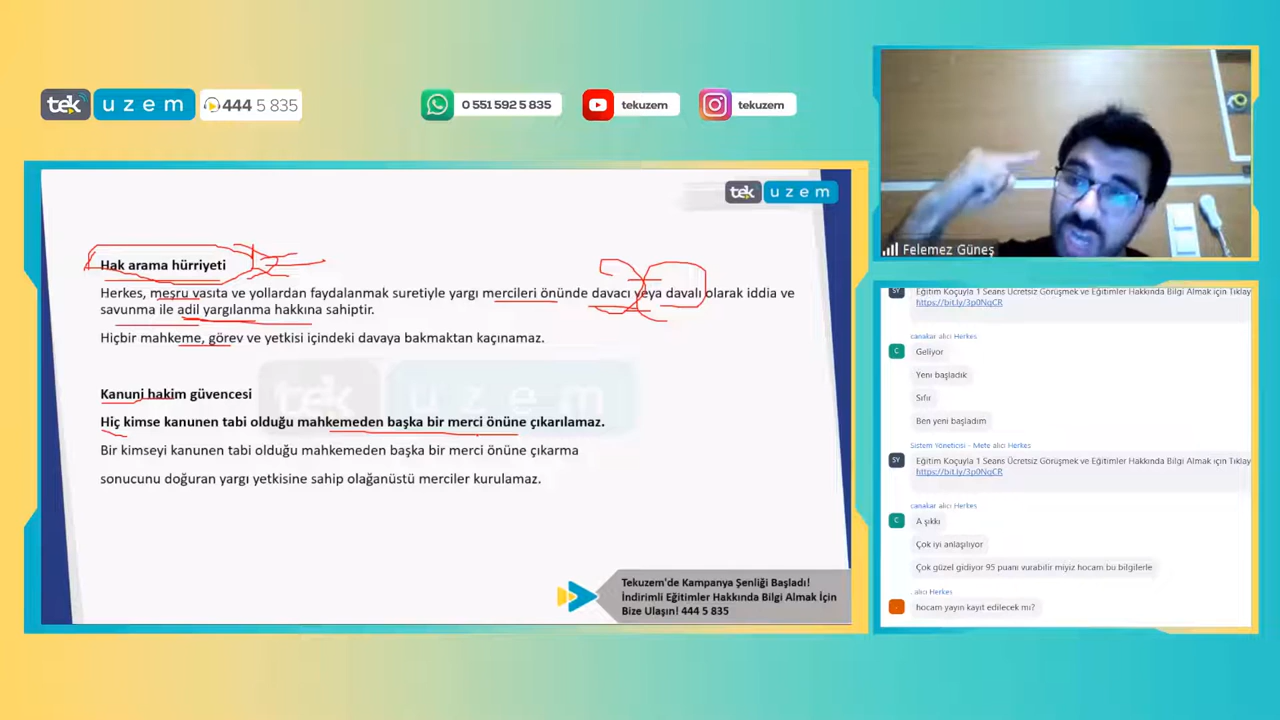 tek uzem 444 5 835
0 551 592 5 835
tekuzem
tekuzem
tek uzem
Hak arama hürriyeti
Herkes, meşru vasıta ve yollardan faydalanmak suretiyle yargı mercileri önünde davacı veya davalı olarak iddia ve
savunma ile adil yargılanma hakkına sahiptir.
Hiçbir mahkeme, görev ve yetkisi içindeki davaya bakmaktan kaçınamaz.
Kanuni hakim güvencesi
Hiç kimse kanunen tabi olduğu mahkemeden başka bir merci önüne çıkarılamaz.
Bir kimseyi kanunen tabi olduğu mahkemeden başka bir merci önüne çıkarma
sonucunu doğuran yargı yetkisine sahip olağanüstü merciler kurulamaz.
tek uzem
Tekuzem'de Kampanya Şenliği Başladı!
İndirimli Eğitimler Hakkında Bilgi Almak İçin
Bize Ulaşın! 444 5 835
Felemez Güneş
SY
Eğitim Koçuyla 1 Seans Ücretsiz Görüşmek ve Eğitimler Hakkında Bilgi Almak İçin Tıklay
https://bit.ly/3p0NqCR
canakar alıcı Herkes
C
Geliyor
Yeni başladık
Sıfır
Ben yeni başladım
Sistem Yöneticisi - Mete alıcı Herkes
SY
Eğitim Koçuyla 1 Seans Ücretsiz Görüşmek ve Eğitimler Hakkında Bilgi Almak için Tıklay
https://bit.ly/3p0NqCR
canakar alıcı Herkes
C
A şıkkı
Çok iyi anlaşılıyor
Çok güzel gidiyor 95 puanı vurabilir miyiz hocam bu bilgilerle
. alıcı Herkes
hocam yayın kayıt edilecek mı?